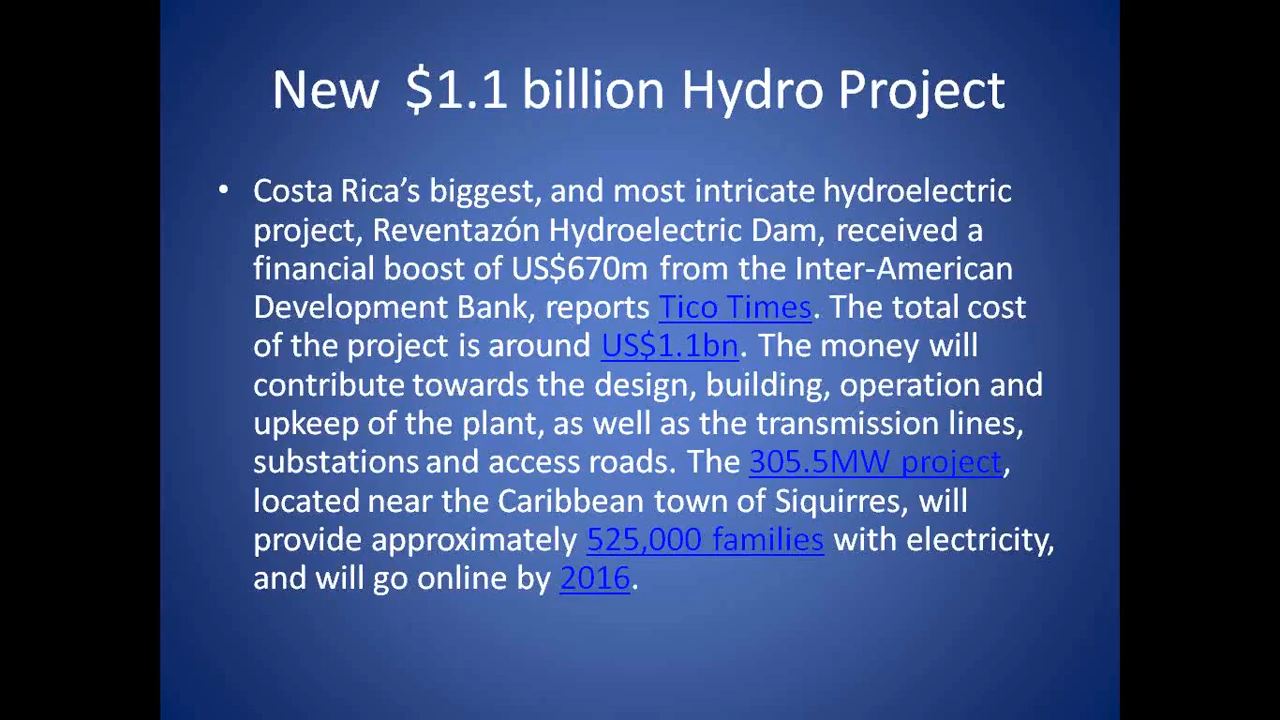 New $1.1 billion Hydro Project
• Costa Rica’s biggest, and most intricate hydroelectric
project, Reventazón Hydroelectric Dam, received a
financial boost of US$670m from the Inter-American
Development Bank, reports Tico Times. The total cost
of the project is around US$1.1bn. The money will
contribute towards the design, building, operation and
upkeep of the plant, as well as the transmission lines,
substations and access roads. The 305.5MW project,
located near the Caribbean town of Siquirres, will
provide approximately 525,000 families with electricity,
and will go online by 2016.